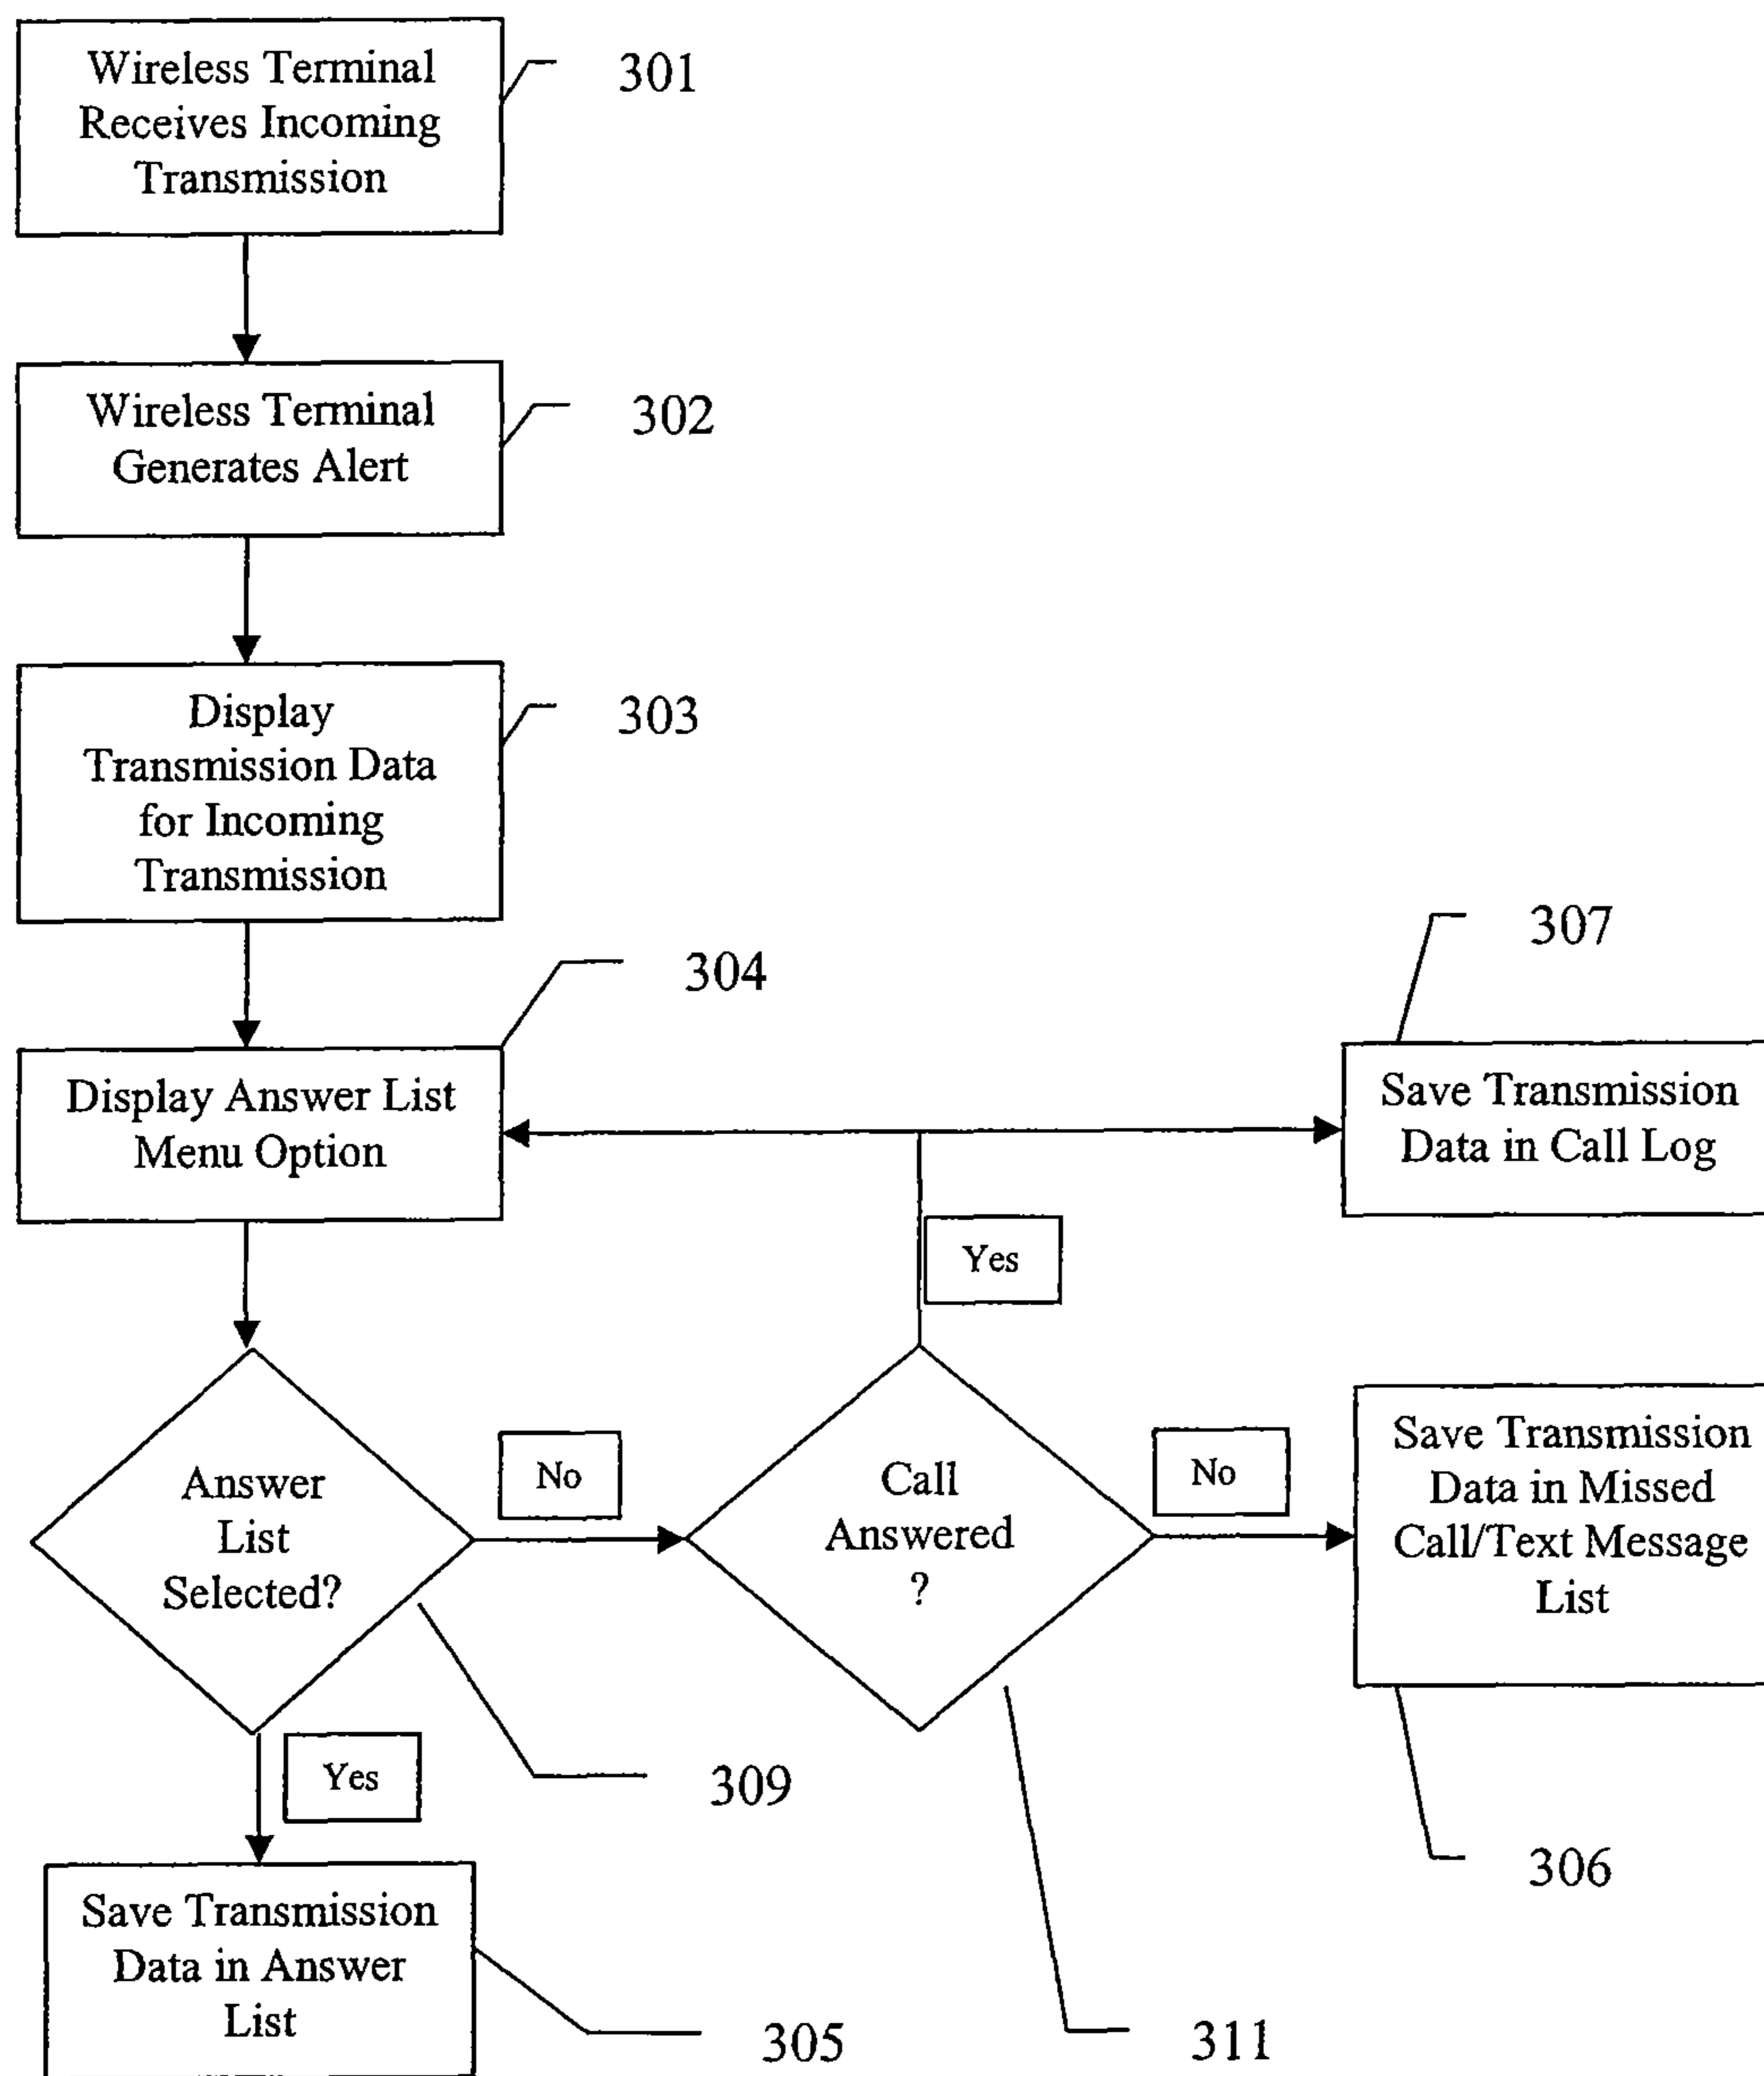 Wireless Terminal
Receives Incoming
Transmission
301
Wireless Terminal
Generates Alert
302
Display
Transmission Data
for Incoming
Transmission
303
304
Display Answer List
Menu Option
307
Save Transmission
Data in Call Log
Yes
Answer
List
Selected?
No
Call
Answered
?
No
Save Transmission
Data in Missed
Call/Text Message
List
Yes
309
306
Save Transmission
Data in Answer
List
305
311